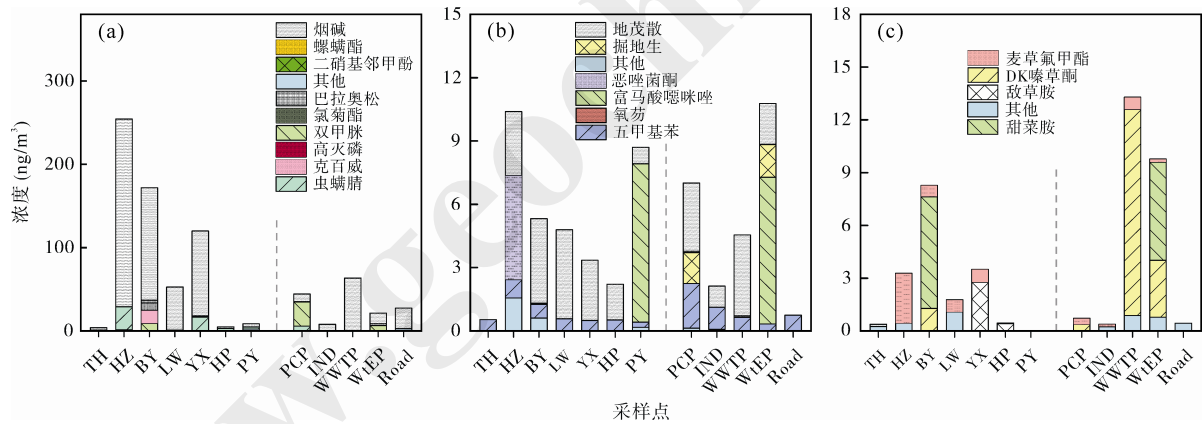 浓度 (ng/m³)
(a)
烟碱
螺螨酯
二硝基邻甲酚
其他
巴拉奥松
氯菊酯
双甲脒
高灭磷
克百威
虫螨腈
300
200
100
0
TH HZ BY LW YX HP PY PCP IND WWTP WtEP Road
(b)
地茂散
掘地生
其他
恶唑菌酮
富马酸噁咪唑
氧芴
五甲基苯
15
12
9
6
3
0
TH HZ BY LW YX HP PY PCP IND WWTP WtEP Road
(c)
麦草氟甲酯
DK嗪草酮
敌草胺
其他
甜菜胺
18
15
12
9
6
3
0
TH HZ BY LW YX HP PY PCP IND WWTP WtEP Road
采样点
w.geoch